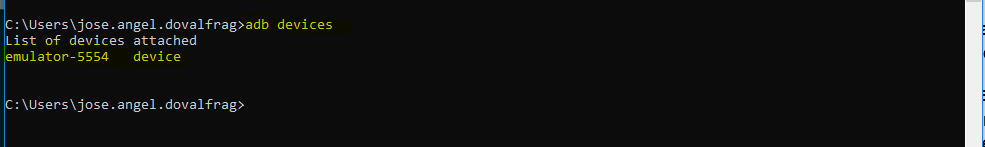 C:\Users\jose.angel.dovalfrag>adb devices
List of devices attached
emulator-5554   device
C:\Users\jose.angel.dovalfrag>